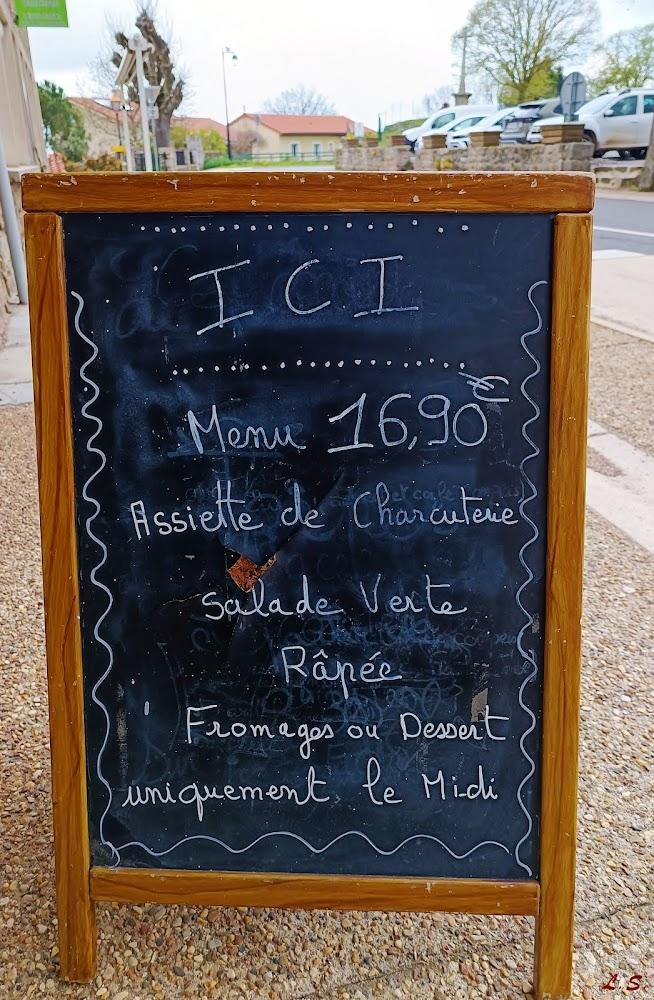 ICI
Menu 16,90€
Assiette de Charcuterie
Salade Verte
Râpée
Fromages ou Dessert
uniquement le Midi
L.S